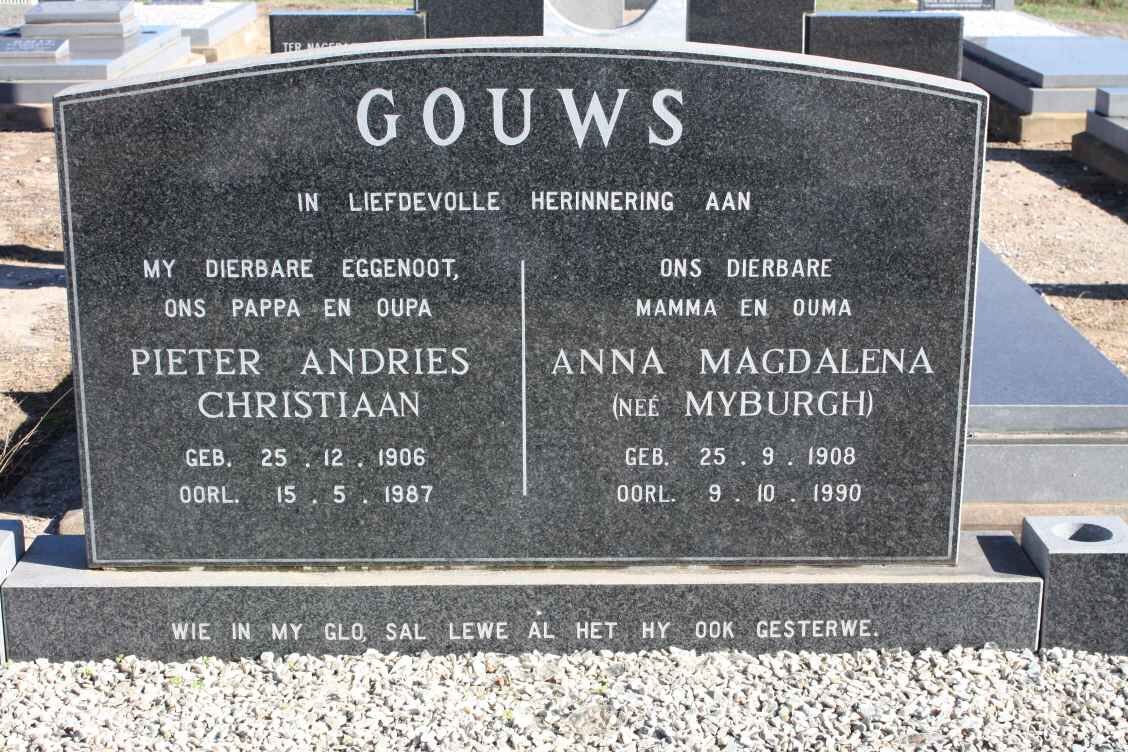 TER
GOUWS
IN LIEFDEVOLLE HERINNERING AAN
MY DIERBARE EGGENOOT,
ONS PAPPA EN OUPA
PIETER ANDRIES
CHRISTIAAN
GEB. 25 . 12 . 1906
OORL. 15 . 5 . 1987
ONS DIERBARE
MAMMA EN OUMA
ANNA MAGDALENA
(NEÉ MYBURGH)
GEB. 25 . 9 . 1908
OORL. 9 . 10 . 1990
WIE IN MY GLO, SAL LEWE AL HET HY OOK GESTERWE.